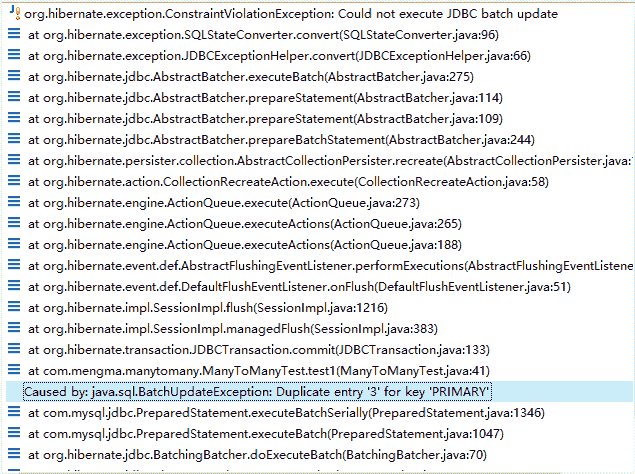 org.hibernate.exception.ConstraintViolationException: Could not execute JDBC batch update
at org.hibernate.exception.SQLStateConverter.convert(SQLStateConverter.java:96)
at org.hibernate.exception.JDBCExceptionHelper.convert(JDBCExceptionHelper.java:66)
at org.hibernate.jdbc.AbstractBatcher.executeBatch(AbstractBatcher.java:275)
at org.hibernate.jdbc.AbstractBatcher.prepareStatement(AbstractBatcher.java:114)
at org.hibernate.jdbc.AbstractBatcher.prepareStatement(AbstractBatcher.java:109)
at org.hibernate.jdbc.AbstractBatcher.prepareBatchStatement(AbstractBatcher.java:244)
at org.hibernate.persister.collection.AbstractCollectionPersister.recreate(AbstractCollectionPersister.java:
at org.hibernate.action.CollectionRecreateAction.execute(CollectionRecreateAction.java:58)
at org.hibernate.engine.ActionQueue.execute(ActionQueue.java:273)
at org.hibernate.engine.ActionQueue.executeActions(ActionQueue.java:265)
at org.hibernate.engine.ActionQueue.executeActions(ActionQueue.java:188)
at org.hibernate.event.def.AbstractFlushingEventListener.performExecutions(AbstractFlushingEventListene
at org.hibernate.event.def.DefaultFlushEventListener.onFlush(DefaultFlushEventListener.java:51)
at org.hibernate.impl.SessionImpl.flush(SessionImpl.java:1216)
at org.hibernate.impl.SessionImpl.managedFlush(SessionImpl.java:383)
at org.hibernate.transaction.JDBCTransaction.commit(JDBCTransaction.java:133)
at com.mengma.manytomany.ManyToManyTest.test1(ManyToManyTest.java:41)
Caused by: java.sql.BatchUpdateException: Duplicate entry '3' for key 'PRIMARY'
at com.mysql.jdbc.PreparedStatement.executeBatchSerially(PreparedStatement.java:1346)
at com.mysql.jdbc.PreparedStatement.executeBatch(PreparedStatement.java:1047)
at org.hibernate.jdbc.BatchingBatcher.doExecuteBatch(BatchingBatcher.java:70)